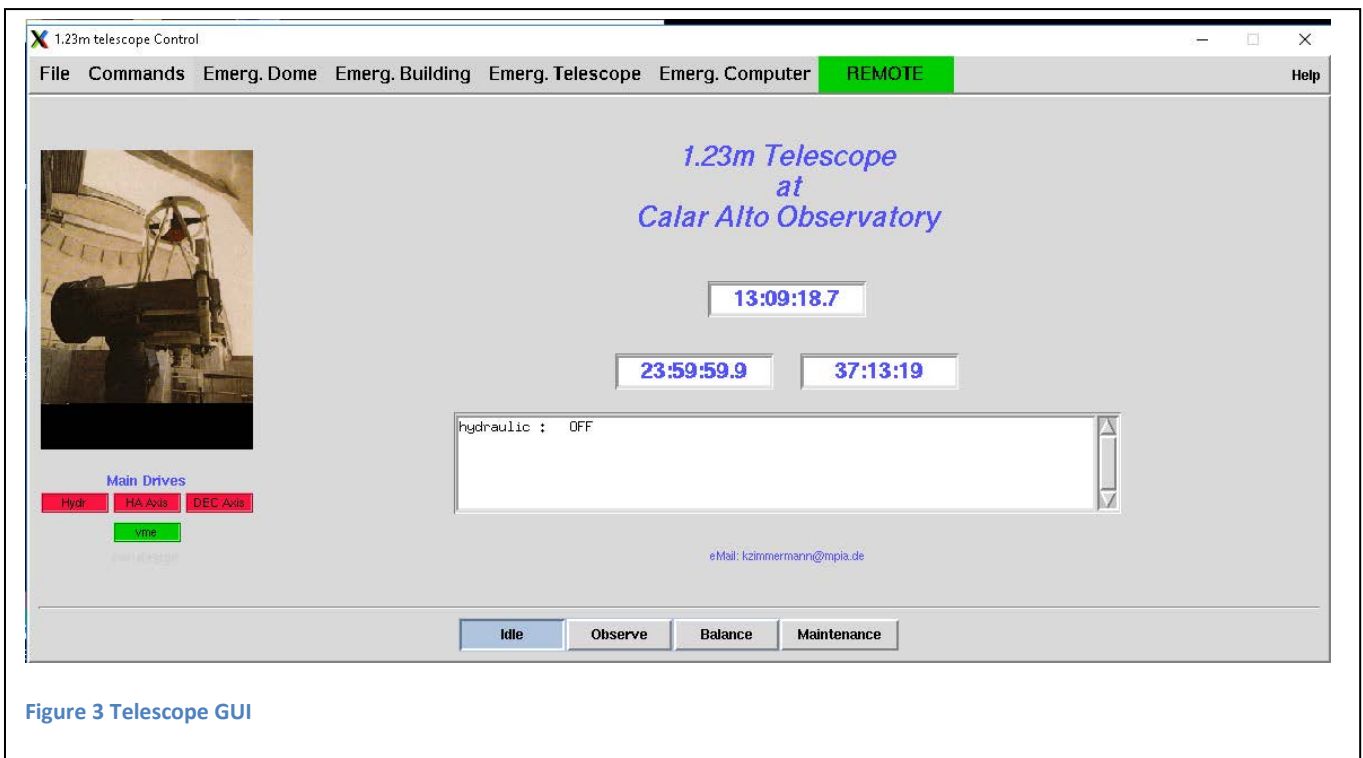 1.23m telescope Control
File Commands Emerg. Dome Emerg. Building Emerg. Telescope Emerg. Computer REMOTE Help
1.23m Telescope
at
Calar Alto Observatory
13:09:18.7
23:59:59.9 37:13:19
hydraulic : OFF
Main Drives
Hydr HA Axis DEC Axis
vme
eMail: kzimmermann@mpia.de
Idle Observe Balance Maintenance
Figure 3 Telescope GUI